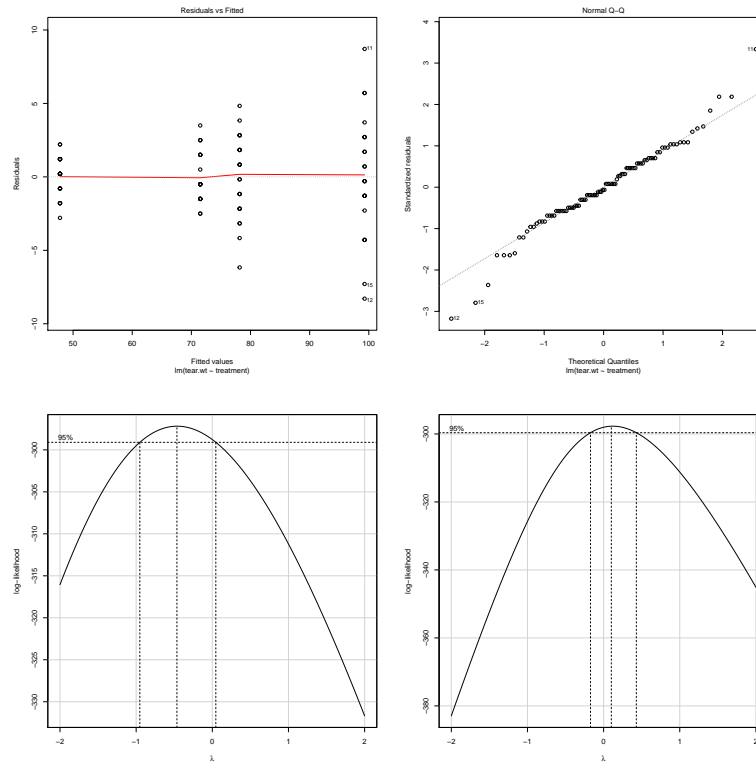 Residuals vs Fitted
10
5
0
−5
−10
Residuals
11
15
12
50 60 70 80 90 100
Fitted values
lm(tear.wt ~ treatment)
Normal Q−Q
4
3
2
1
0
−1
−2
−3
Standardized residuals
11
15
12
−2 −1 0 1 2
Theoretical Quantiles
lm(tear.wt ~ treatment)
95%
−300
−305
−310
−315
−320
−325
−330
log−likelihood
−2 −1 0 1 2
λ
95%
−300
−320
−340
−360
−380
log−likelihood
−2 −1 0 1 2
λ